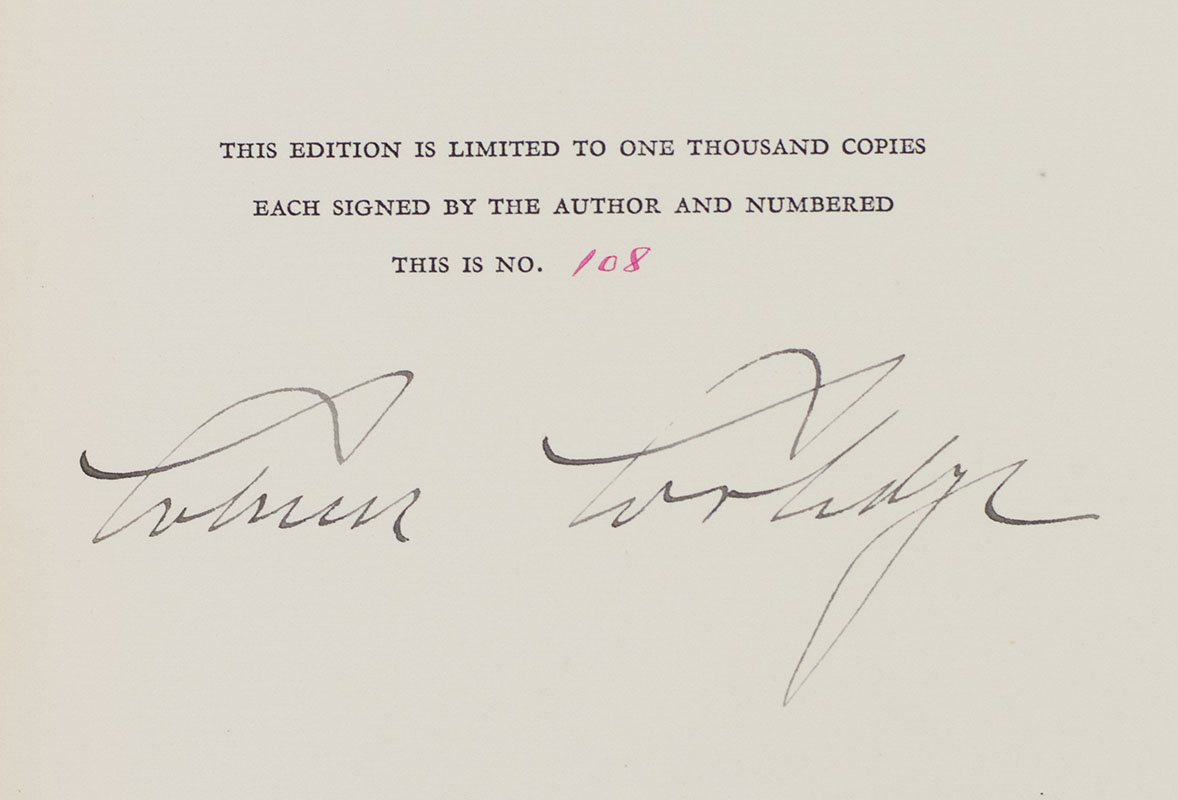 THIS EDITION IS LIMITED TO ONE THOUSAND COPIES
EACH SIGNED BY THE AUTHOR AND NUMBERED
THIS IS NO. 108
Calvin Coolidge